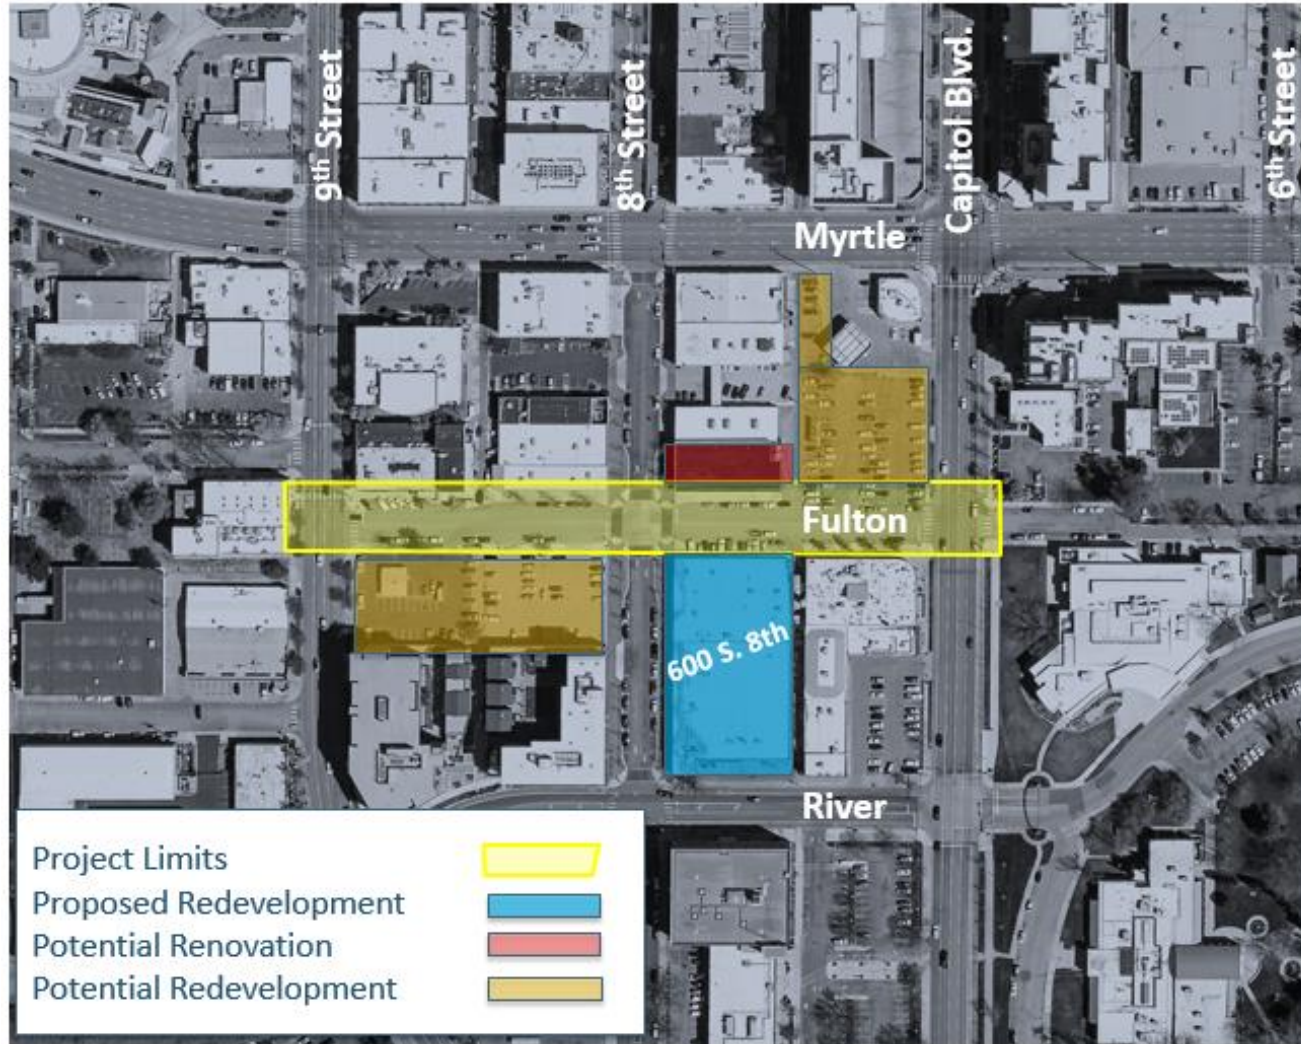 9th Street
8th Street
Capitol Blvd.
6th Street
Myrtle
Fulton
600 S. 8th
River
Project Limits
Proposed Redevelopment
Potential Renovation
Potential Redevelopment